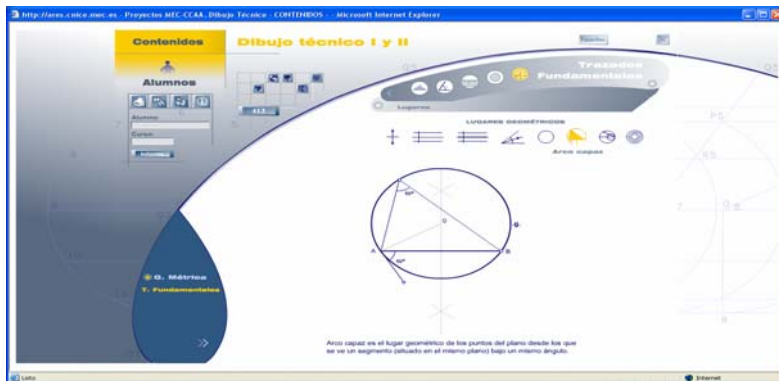 http://ares.cnice.mec.es - Proyectos MEC-CCAA. Dibujo Técnico - CONTENIDOS - - Microsoft Internet Explorer
Contenidos
Dibujo técnico I y II
Alumnos
Alumno
Curso
Trazados
Fundamentales
Lugares
LUGARES GEOMÉTRICOS
Arco capaz
O
A
B
G. Métrica
T. Fundamentales
>>
Arco capaz es el lugar geométrico de los puntos del plano desde los que
se ve un segmento (situado en el mismo plano) bajo un mismo ángulo.
Listo
Internet